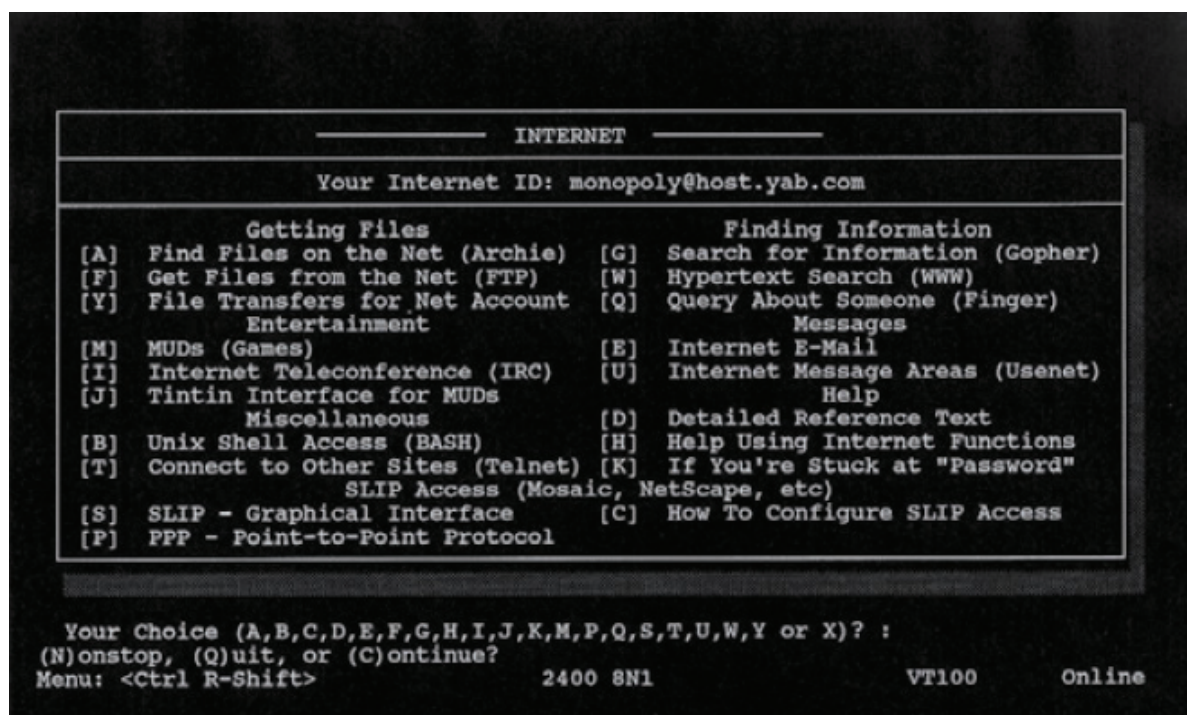 INTERNET
Your Internet ID: monopoly@host.yab.com
Getting Files Finding Information
[A] Find Files on the Net (Archie) [G] Search for Information (Gopher)
[F] Get Files from the Net (FTP) [W] Hypertext Search (WWW)
[Y] File Transfers for Net Account [Q] Query About Someone (Finger)
Entertainment Messages
[M] MUDs (Games) [E] Internet E-Mail
[I] Internet Teleconference (IRC) [U] Internet Message Areas (Usenet)
[J] Tintin Interface for MUDs Help
Miscellaneous [D] Detailed Reference Text
[B] Unix Shell Access (BASH) [H] Help Using Internet Functions
[T] Connect to Other Sites (Telnet) [K] If You're Stuck at "Password"
SLIP Access (Mosaic, NetScape, etc)
[S] SLIP - Graphical Interface [C] How To Configure SLIP Access
[P] PPP - Point-to-Point Protocol
Your Choice (A,B,C,D,E,F,G,H,I,J,K,M,P,Q,S,T,U,W,Y or X)? :
(N)onstop, (Q)uit, or (C)ontinue?
Menu: <Ctrl R-Shift> 2400 8N1 VT100 Online